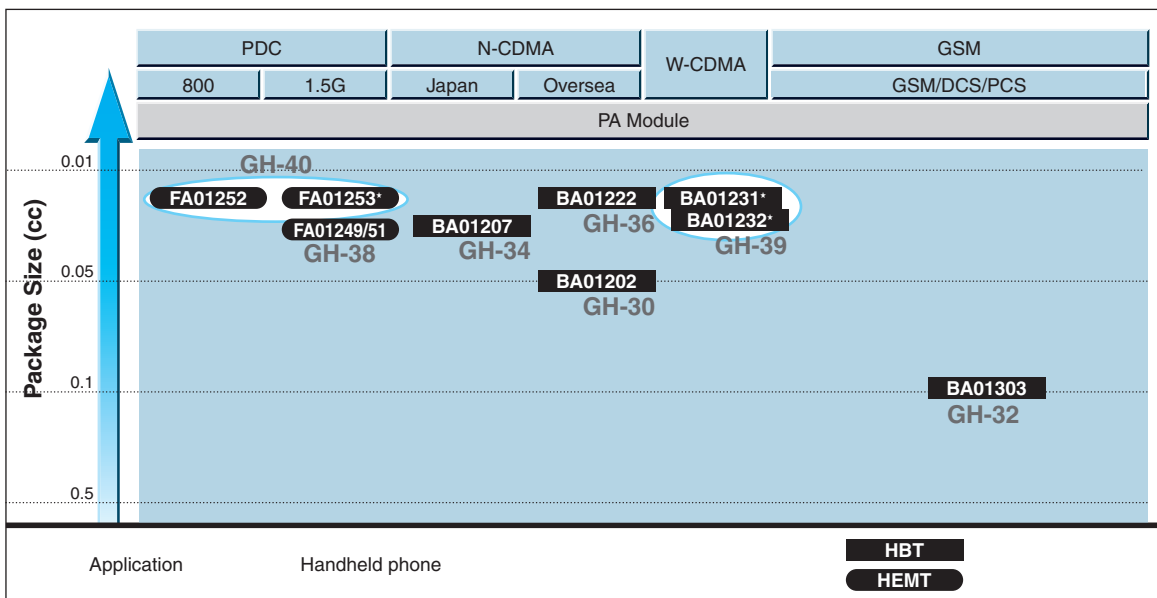 PDC N-CDMA W-CDMA GSM
800 1.5G Japan Oversea GSM/DCS/PCS
PA Module
Package Size (cc)
0.01
GH-40
FA01252 FA01253* BA01222 BA01231*
BA01232*
FA01249/51 BA01207 GH-36 GH-39
GH-38 GH-34
0.05
BA01202
GH-30
0.1
BA01303
GH-32
0.5
Application Handheld phone
HBT
HEMT